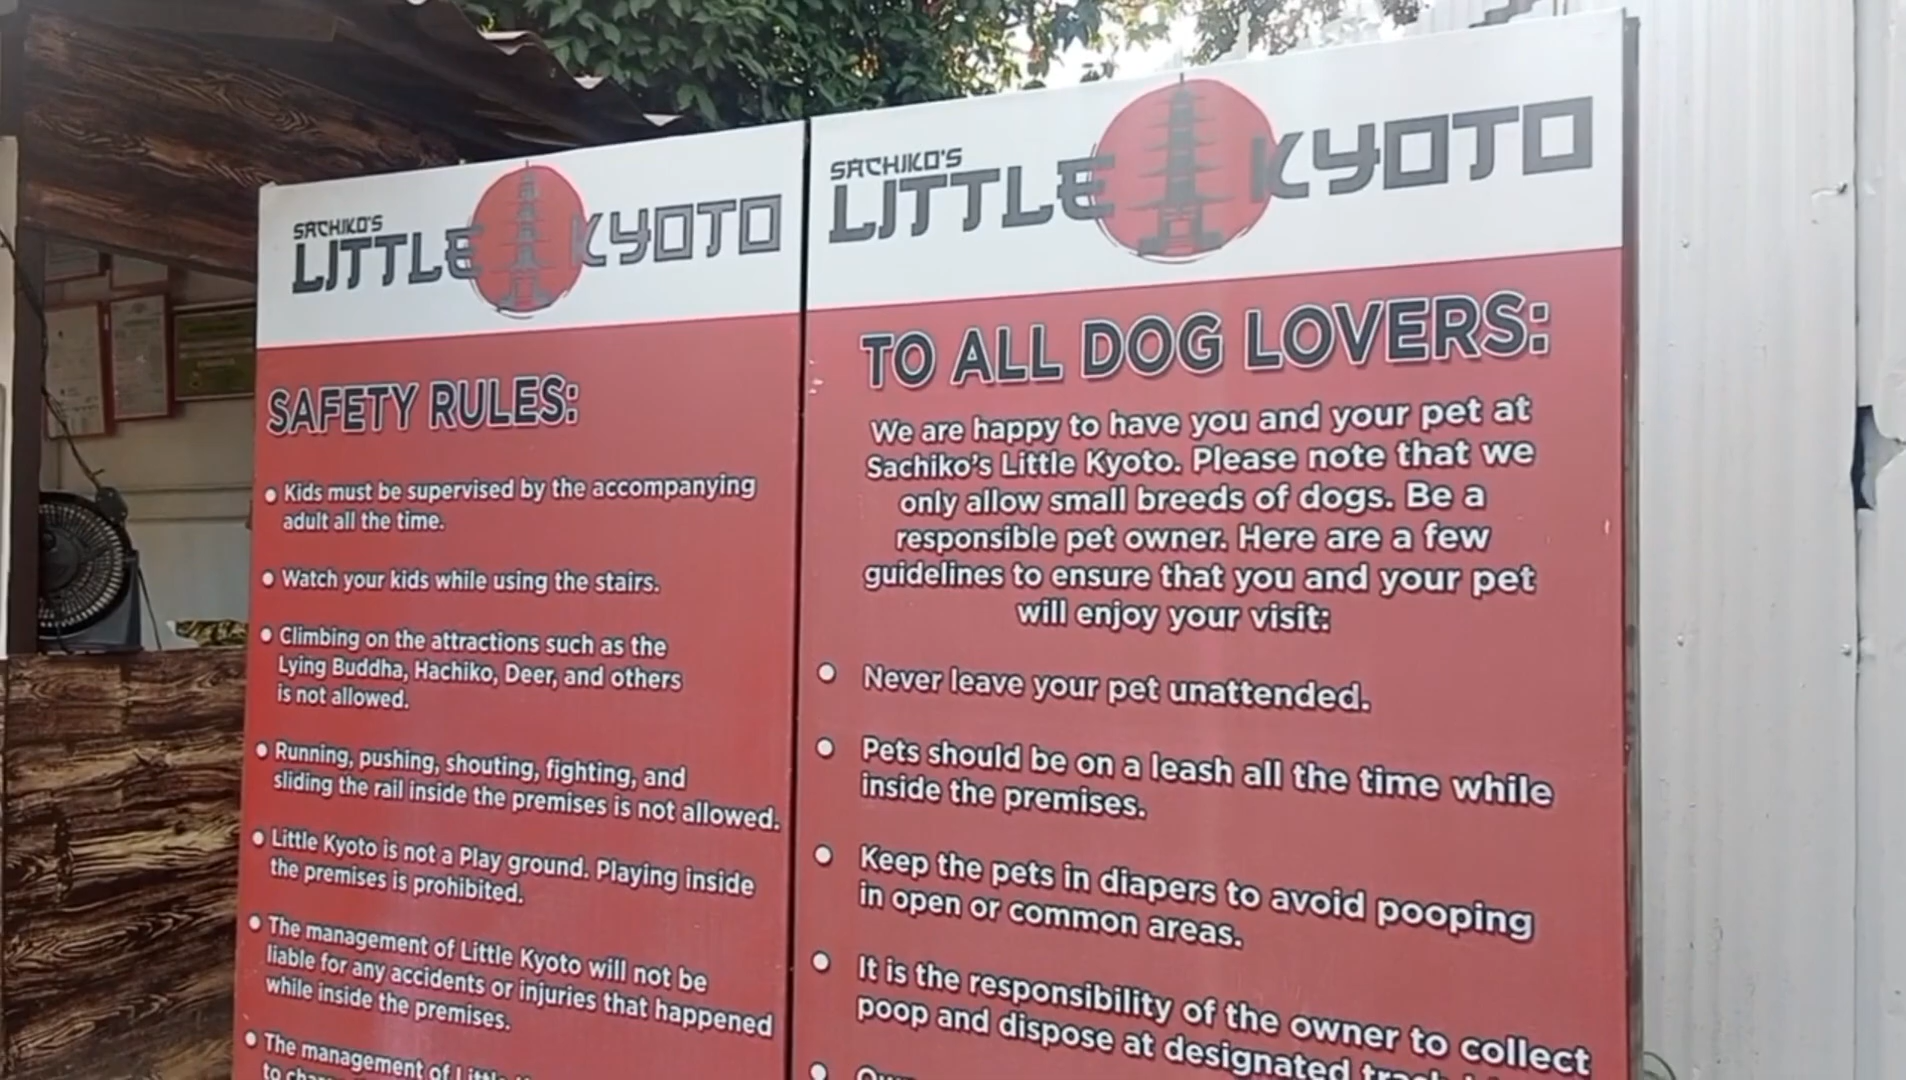 SACHIKO'S
LITTLE KYOTO
SAFETY RULES:
• Kids must be supervised by the accompanying
adult all the time.
• Watch your kids while using the stairs.
• Climbing on the attractions such as the
Lying Buddha, Hachiko, Deer, and others
is not allowed.
• Running, pushing, shouting, fighting, and
sliding the rail inside the premises is not allowed.
• Little Kyoto is not a Play ground. Playing inside
the premises is prohibited.
• The management of Little Kyoto will not be
liable for any accidents or injuries that happened
while inside the premises.
• The management of
to
SACHIKO'S
LITTLE KYOTO
TO ALL DOG LOVERS:
We are happy to have you and your pet at
Sachiko's Little Kyoto. Please note that we
only allow small breeds of dogs. Be a
responsible pet owner. Here are a few
guidelines to ensure that you and your pet
will enjoy your visit:
• Never leave your pet unattended.
• Pets should be on a leash all the time while
inside the premises.
• Keep the pets in diapers to avoid pooping
in open or common areas.
• It is the responsibility of the owner to collect
poop and dispose at designated